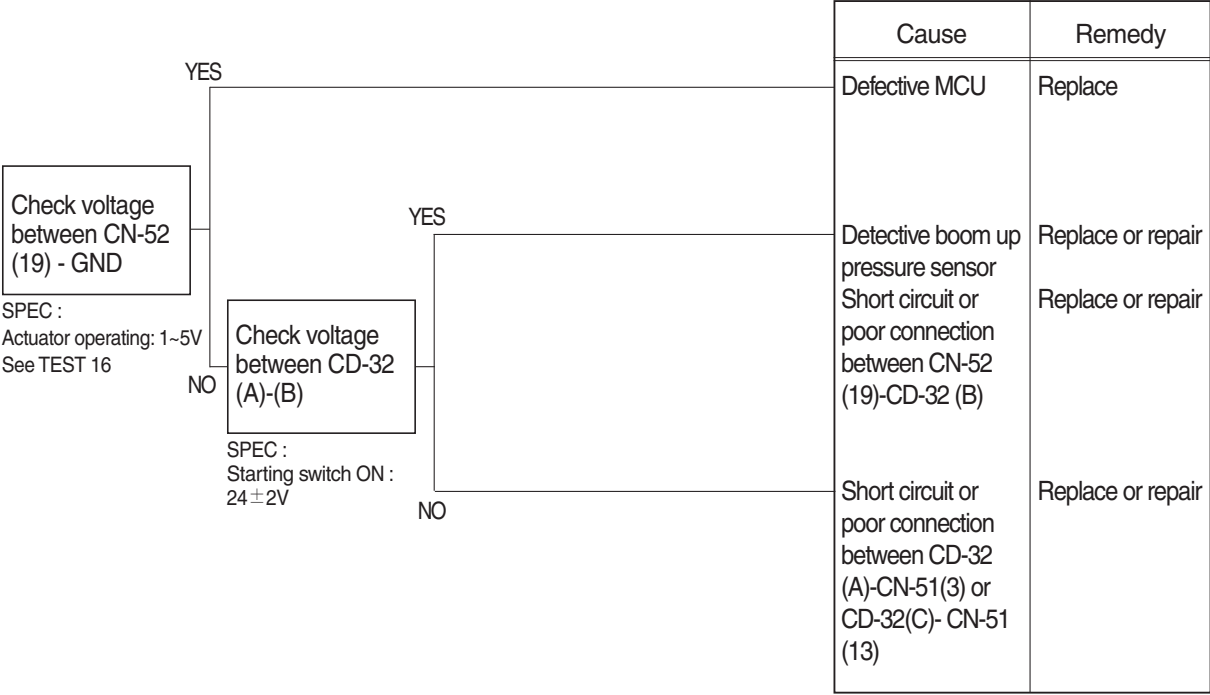 Cause
Remedy
YES
Defective MCU
Replace
Check voltage
between CN-52
(19) - GND
SPEC :
Actuator operating: 1~5V
See TEST 16
NO
YES
Detective boom up
pressure sensor
Replace or repair
Short circuit or
poor connection
between CN-52
(19)-CD-32 (B)
Replace or repair
Check voltage
between CD-32
(A)-(B)
SPEC :
Starting switch ON :
24±2V
NO
Short circuit or
poor connection
between CD-32
(A)-CN-51(3) or
CD-32(C)- CN-51
(13)
Replace or repair